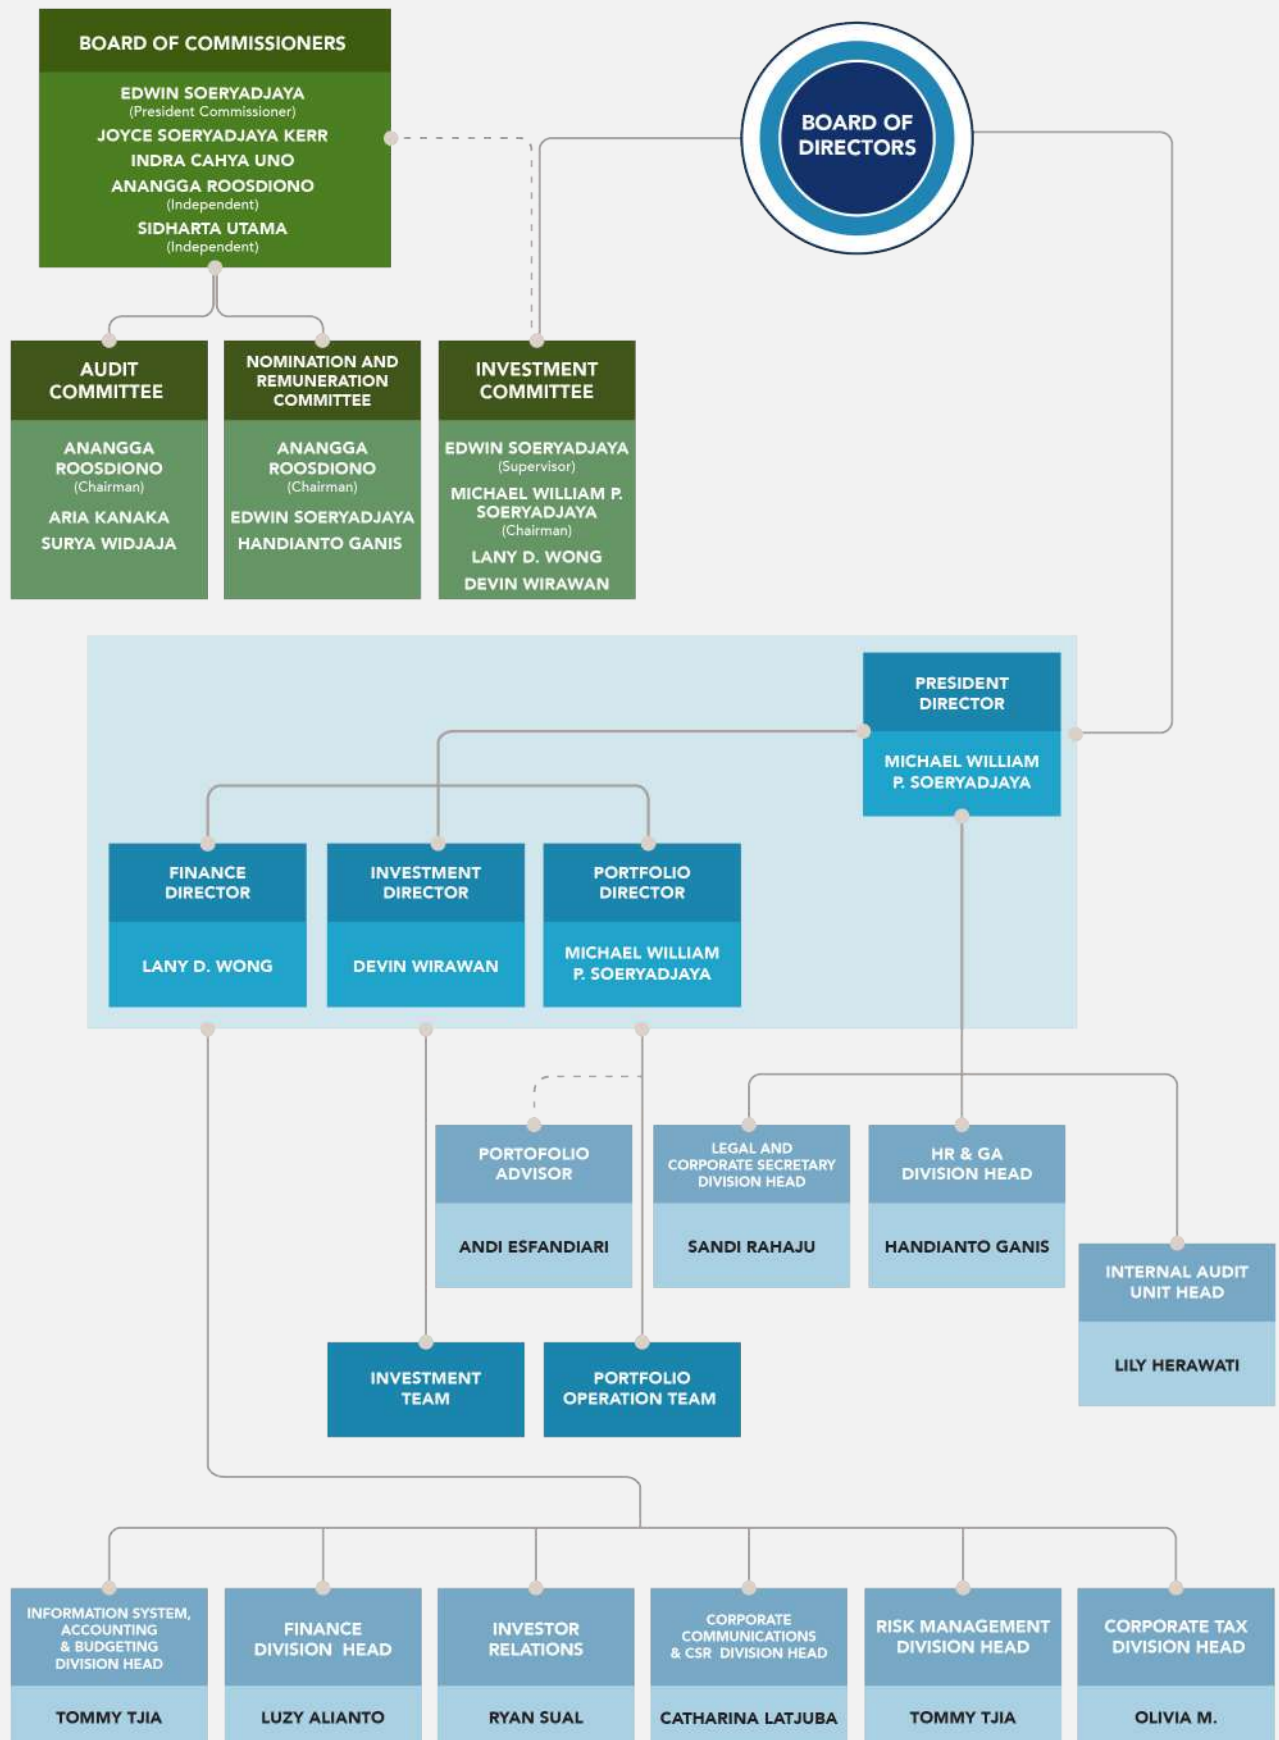 BOARD OF COMMISSIONERS
EDWIN SOERYADJAYA
(President Commissioner)
JOYCE SOERYADJAYA KERR
INDRA CAHYA UNO
ANANGGA ROOSDIONO
(Independent)
SIDHARTA UTAMA
(Independent)
BOARD OF
DIRECTORS
AUDIT
COMMITTEE
ANANGGA
ROOSDIONO
(Chairman)
ARIA KANAKA
SURYA WIDJAJA
NOMINATION AND
REMUNERATION
COMMITTEE
ANANGGA
ROOSDIONO
(Chairman)
EDWIN SOERYADJAYA
HANDIANTO GANIS
INVESTMENT
COMMITTEE
EDWIN SOERYADJAYA
(Supervisor)
MICHAEL WILLIAM P.
SOERYADJAYA
(Chairman)
LANY D. WONG
DEVIN WIRAWAN
PRESIDENT
DIRECTOR
MICHAEL WILLIAM
P. SOERYADJAYA
FINANCE
DIRECTOR
LANY D. WONG
INVESTMENT
DIRECTOR
DEVIN WIRAWAN
PORTFOLIO
DIRECTOR
MICHAEL WILLIAM
P. SOERYADJAYA
PORTOFOLIO
ADVISOR
ANDI ESFANDIARI
LEGAL AND
CORPORATE SECRETARY
DIVISION HEAD
SANDI RAHAJU
HR & GA
DIVISION HEAD
HANDIANTO GANIS
INTERNAL AUDIT
UNIT HEAD
LILY HERAWATI
INVESTMENT
TEAM
PORTFOLIO
OPERATION TEAM
INFORMATION SYSTEM,
ACCOUNTING
& BUDGETING
DIVISION HEAD
TOMMY TJIA
FINANCE
DIVISION HEAD
LUZY ALIANTO
INVESTOR
RELATIONS
RYAN SUAL
CORPORATE
COMMUNICATIONS
& CSR DIVISION HEAD
CATHARINA LATJUBA
RISK MANAGEMENT
DIVISION HEAD
TOMMY TJIA
CORPORATE TAX
DIVISION HEAD
OLIVIA M.